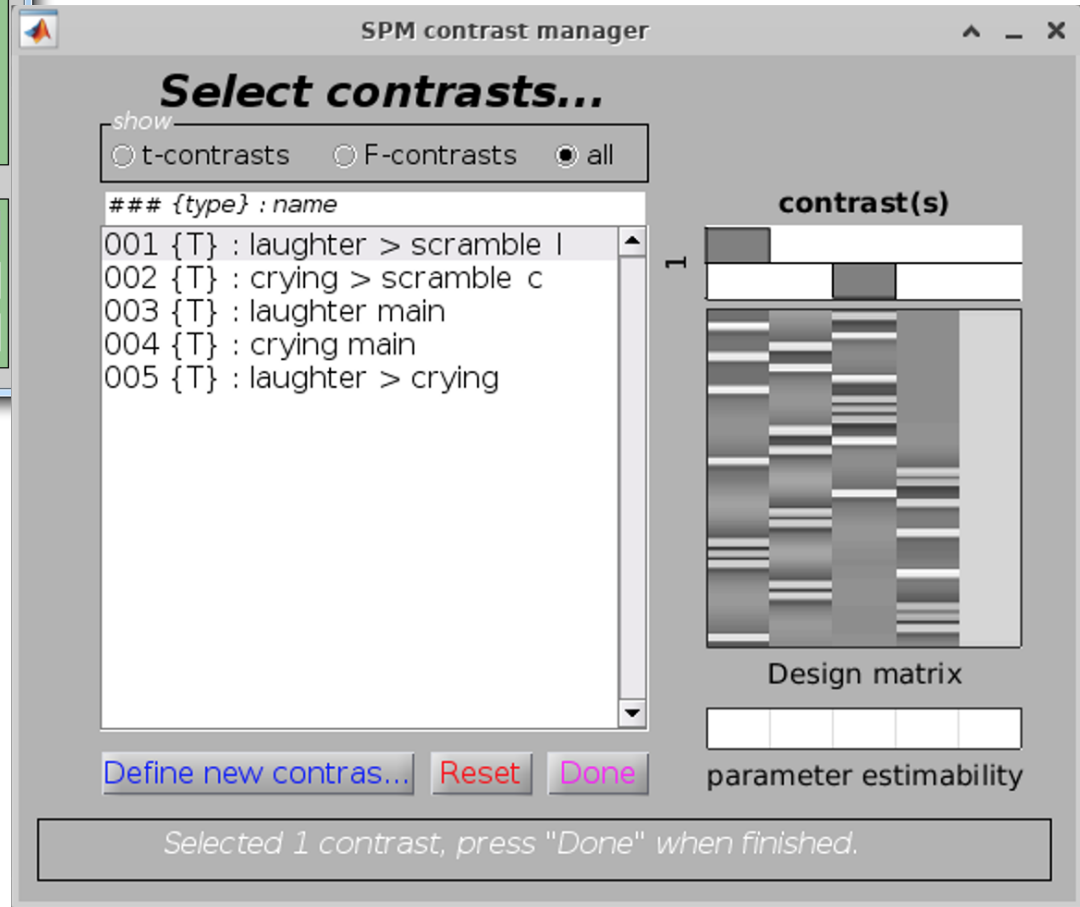 SPM contrast manager
Select contrasts...
show
t-contrasts F-contrasts all
### {type} : name
001 {T} : laughter > scramble l
002 {T} : crying > scramble c
003 {T} : laughter main
004 {T} : crying main
005 {T} : laughter > crying
contrast(s)
1
Design matrix
parameter estimability
Define new contras... Reset Done
Selected 1 contrast, press "Done" when finished.